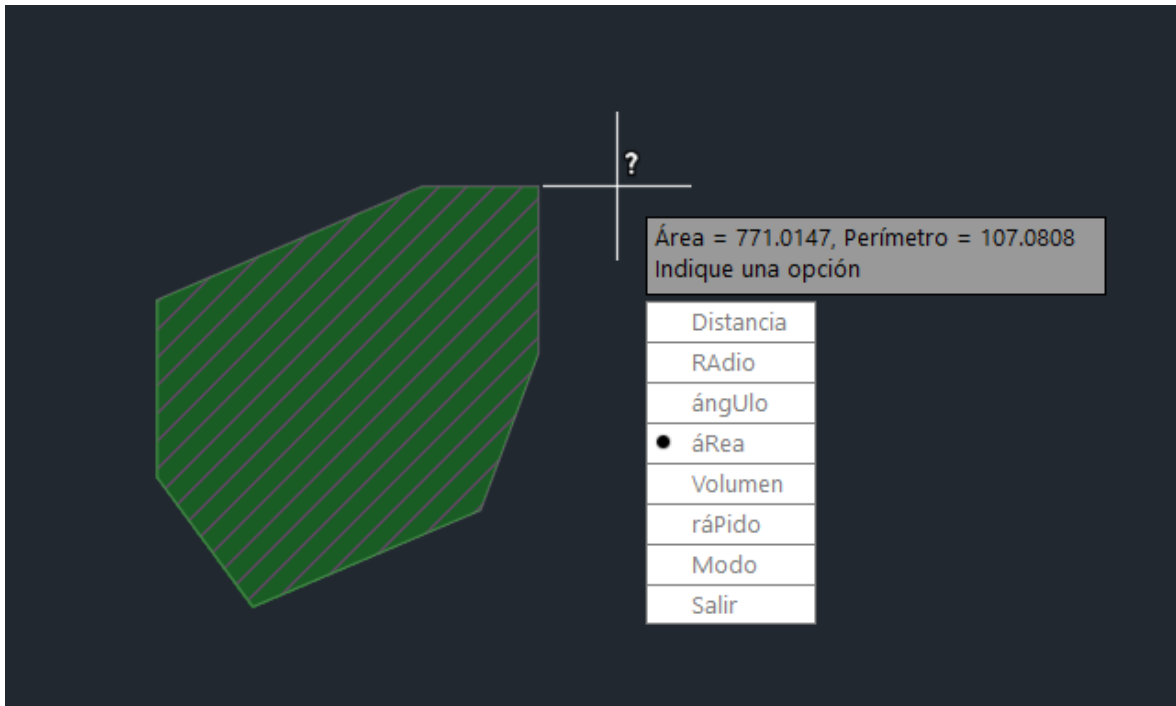 ?
Área = 771.0147, Perímetro = 107.0808
Indique una opción
Distancia
RAdio
ángUlo
áRea
Volumen
ráPido
Modo
Salir